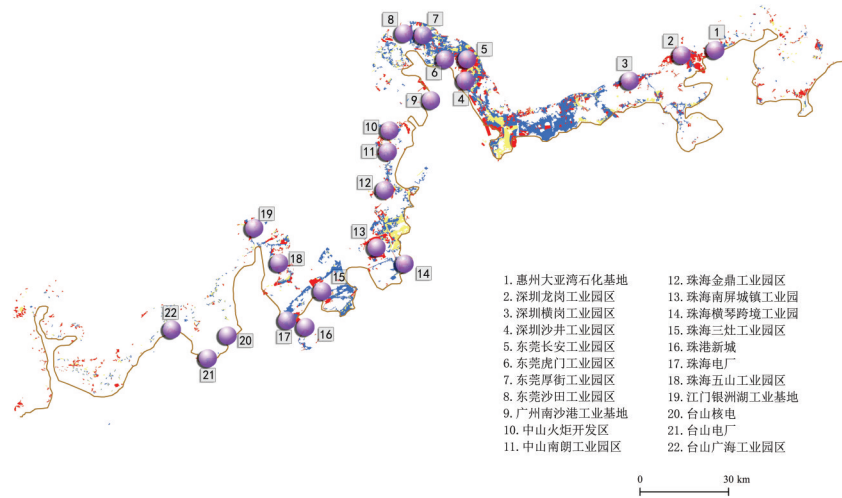 8
7
6
5
4
3
2
1
9
10
11
12
13
14
19
18
15
17
16
22
20
21
1. 惠州大亚湾石化基地
2. 深圳龙岗工业园区
3. 深圳横岗工业园区
4. 深圳沙井工业园区
5. 东莞长安工业园区
6. 东莞虎门工业园区
7. 东莞厚街工业园区
8. 东莞沙田工业园区
9. 广州南沙港工业基地
10. 中山火炬开发区
11. 中山南朗工业园区
12. 珠海金鼎工业园区
13. 珠海南屏城镇工业园
14. 珠海横琴跨境工业园
15. 珠海三灶工业园区
16. 珠港新城
17. 珠海电厂
18. 珠海五山工业园区
19. 江门银洲湖工业基地
20. 台山核电
21. 台山电厂
22. 台山广海工业园区
0 30 km